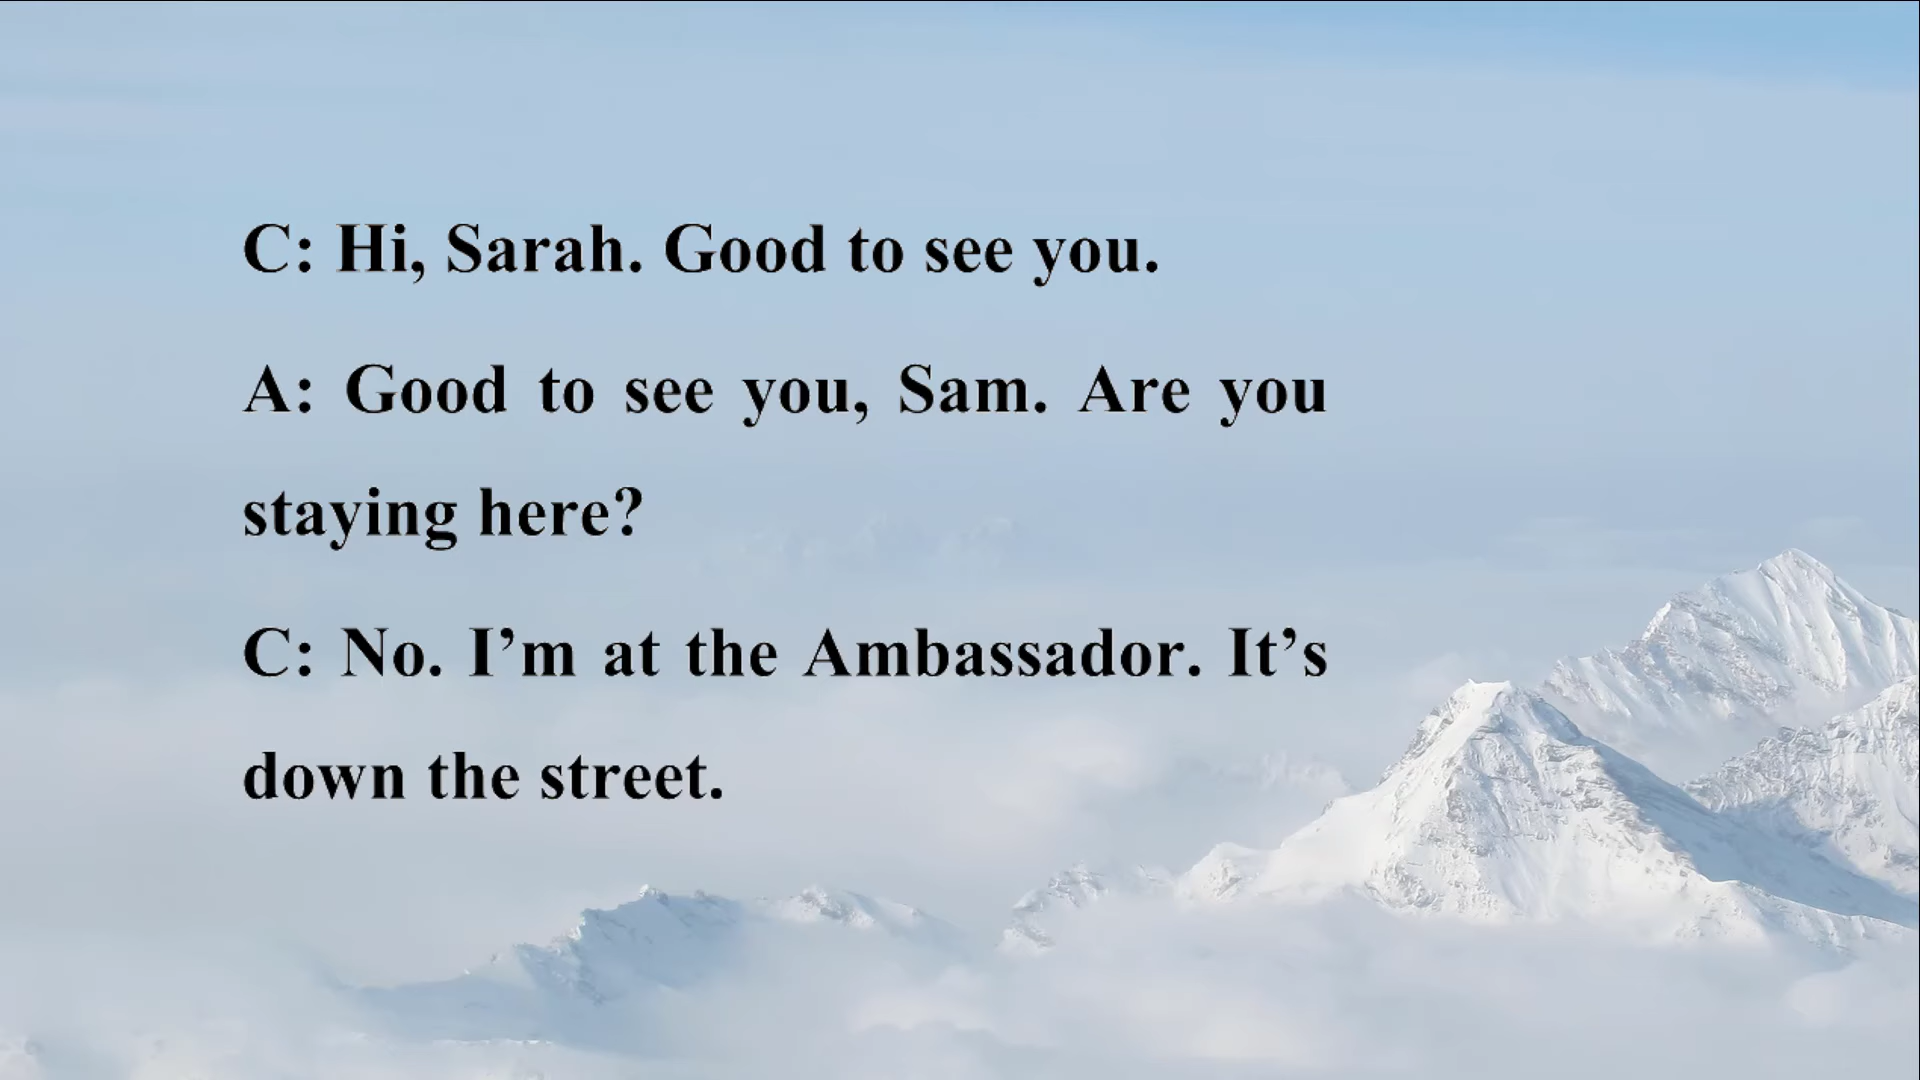 C: Hi, Sarah. Good to see you.
A: Good to see you, Sam. Are you
staying here?
C: No. I’m at the Ambassador. It’s
down the street.